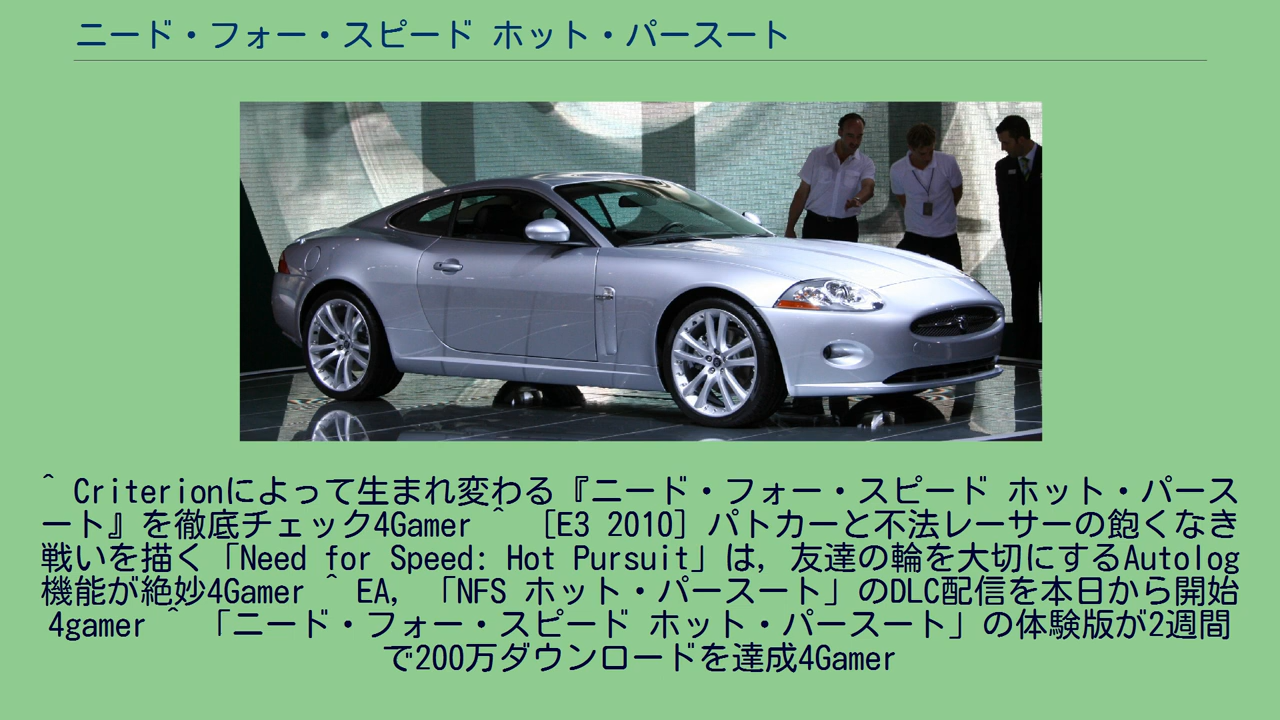 ニード・フォー・スピード ホット・パースート
^ Criterionによって生まれ変わる『ニード・フォー・スピード ホット・パース
ート』を徹底チェック4Gamer ^ ［E3 2010］パトカーと不法レーサーの飽くなき
戦いを描く「Need for Speed: Hot Pursuit」は，友達の輪を大切にするAutolog
機能が絶妙4Gamer ^ EA，「NFS ホット・パースート」のDLC配信を本日から開始
4gamer ^ 「ニード・フォー・スピード ホット・パースート」の体験版が2週間
で200万ダウンロードを達成4Gamer